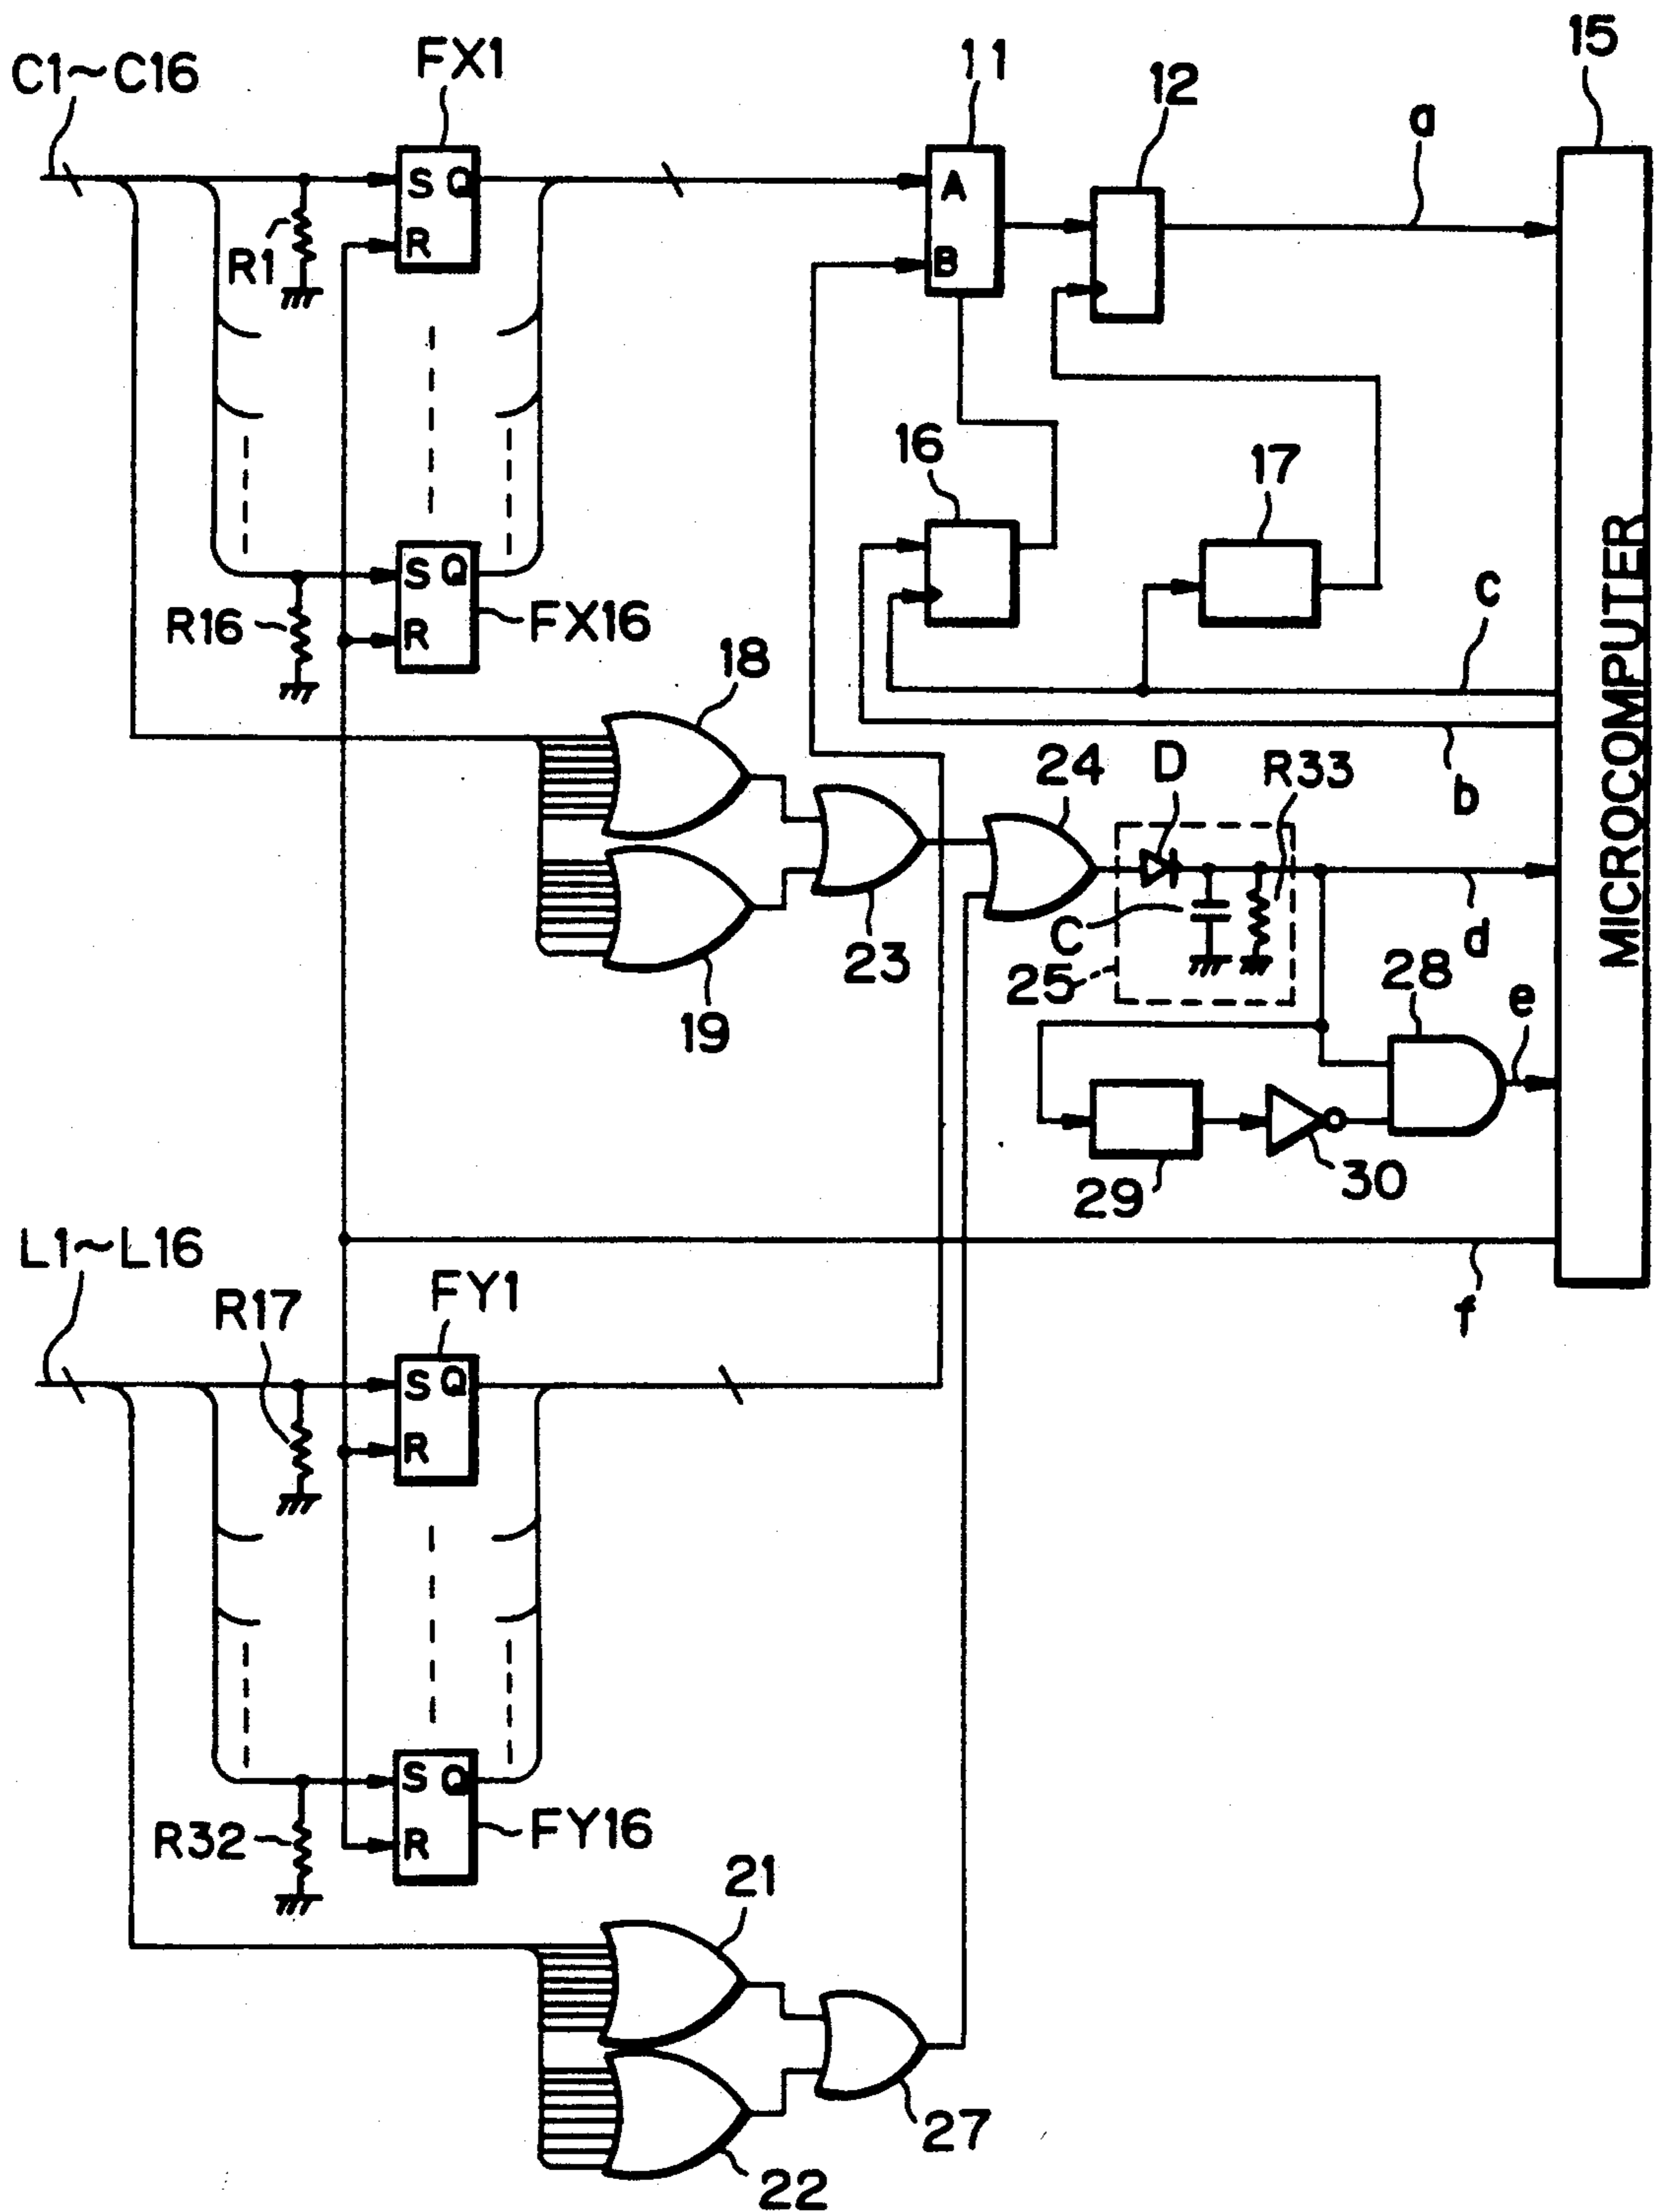 15
FX1
11
C1~C16
12
a
S Q
A
R1
R
B
16
17
c
S Q
R16
R
FX16
18
MICROCOMPUTER
24
D
R33
b
C
23
25
d
28
e
19
29
30
L1~L16
R17
FY1
f
S Q
R
S Q
R32
R
FY16
21
27
22